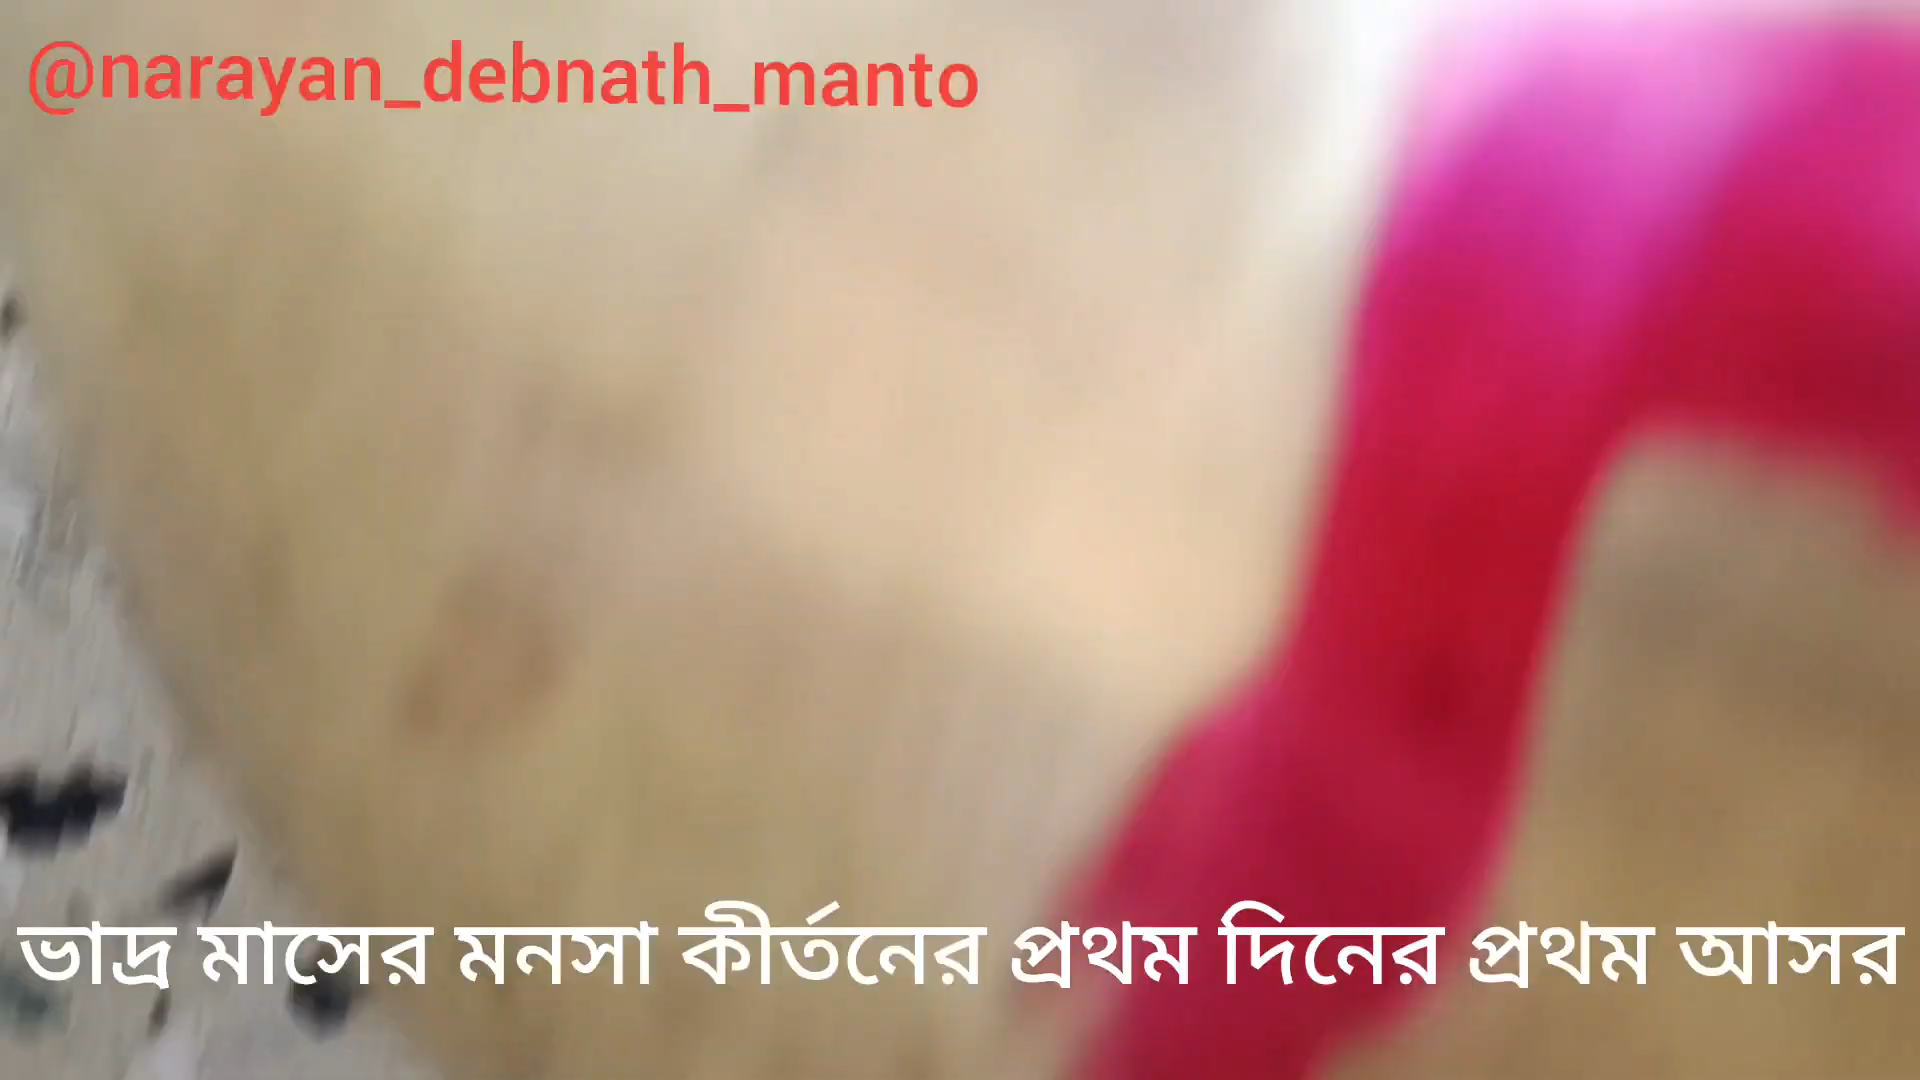 @narayan_debnath_manto
ভাদ্র মাসের মনসা কীর্তনের প্রথম দিনের প্রথম আসর